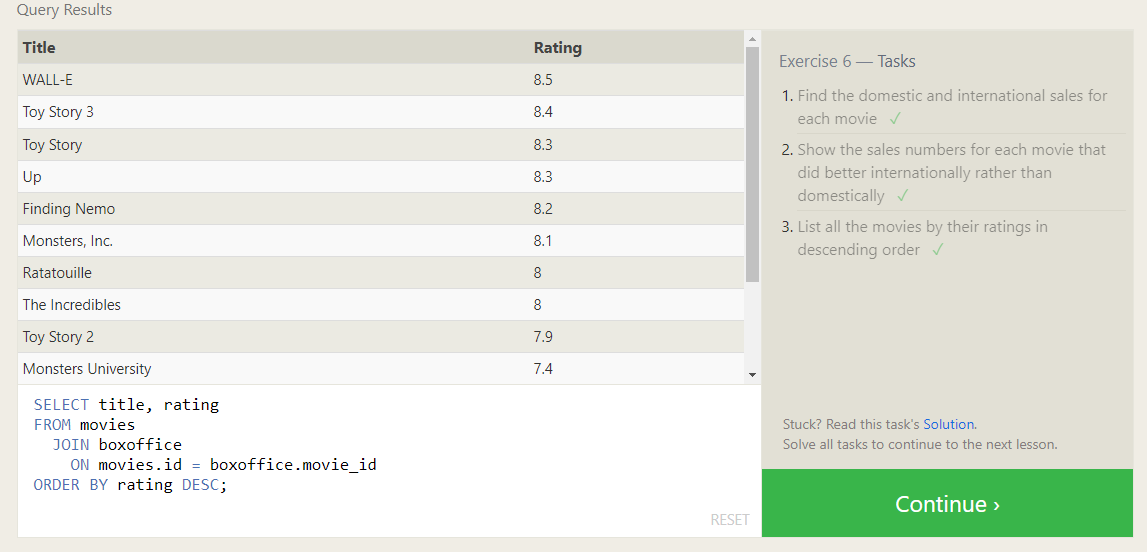 Query Results
Title Rating
WALL-E 8.5
Toy Story 3 8.4
Toy Story 8.3
Up 8.3
Finding Nemo 8.2
Monsters, Inc. 8.1
Ratatouille 8
The Incredibles 8
Toy Story 2 7.9
Monsters University 7.4
SELECT title, rating
FROM movies
JOIN boxoffice
ON movies.id = boxoffice.movie_id
ORDER BY rating DESC;
RESET
Exercise 6 — Tasks
1. Find the domestic and international sales for
each movie ✓
2. Show the sales numbers for each movie that
did better internationally rather than
domestically ✓
3. List all the movies by their ratings in
descending order ✓
Stuck? Read this task's Solution.
Solve all tasks to continue to the next lesson.
Continue ›